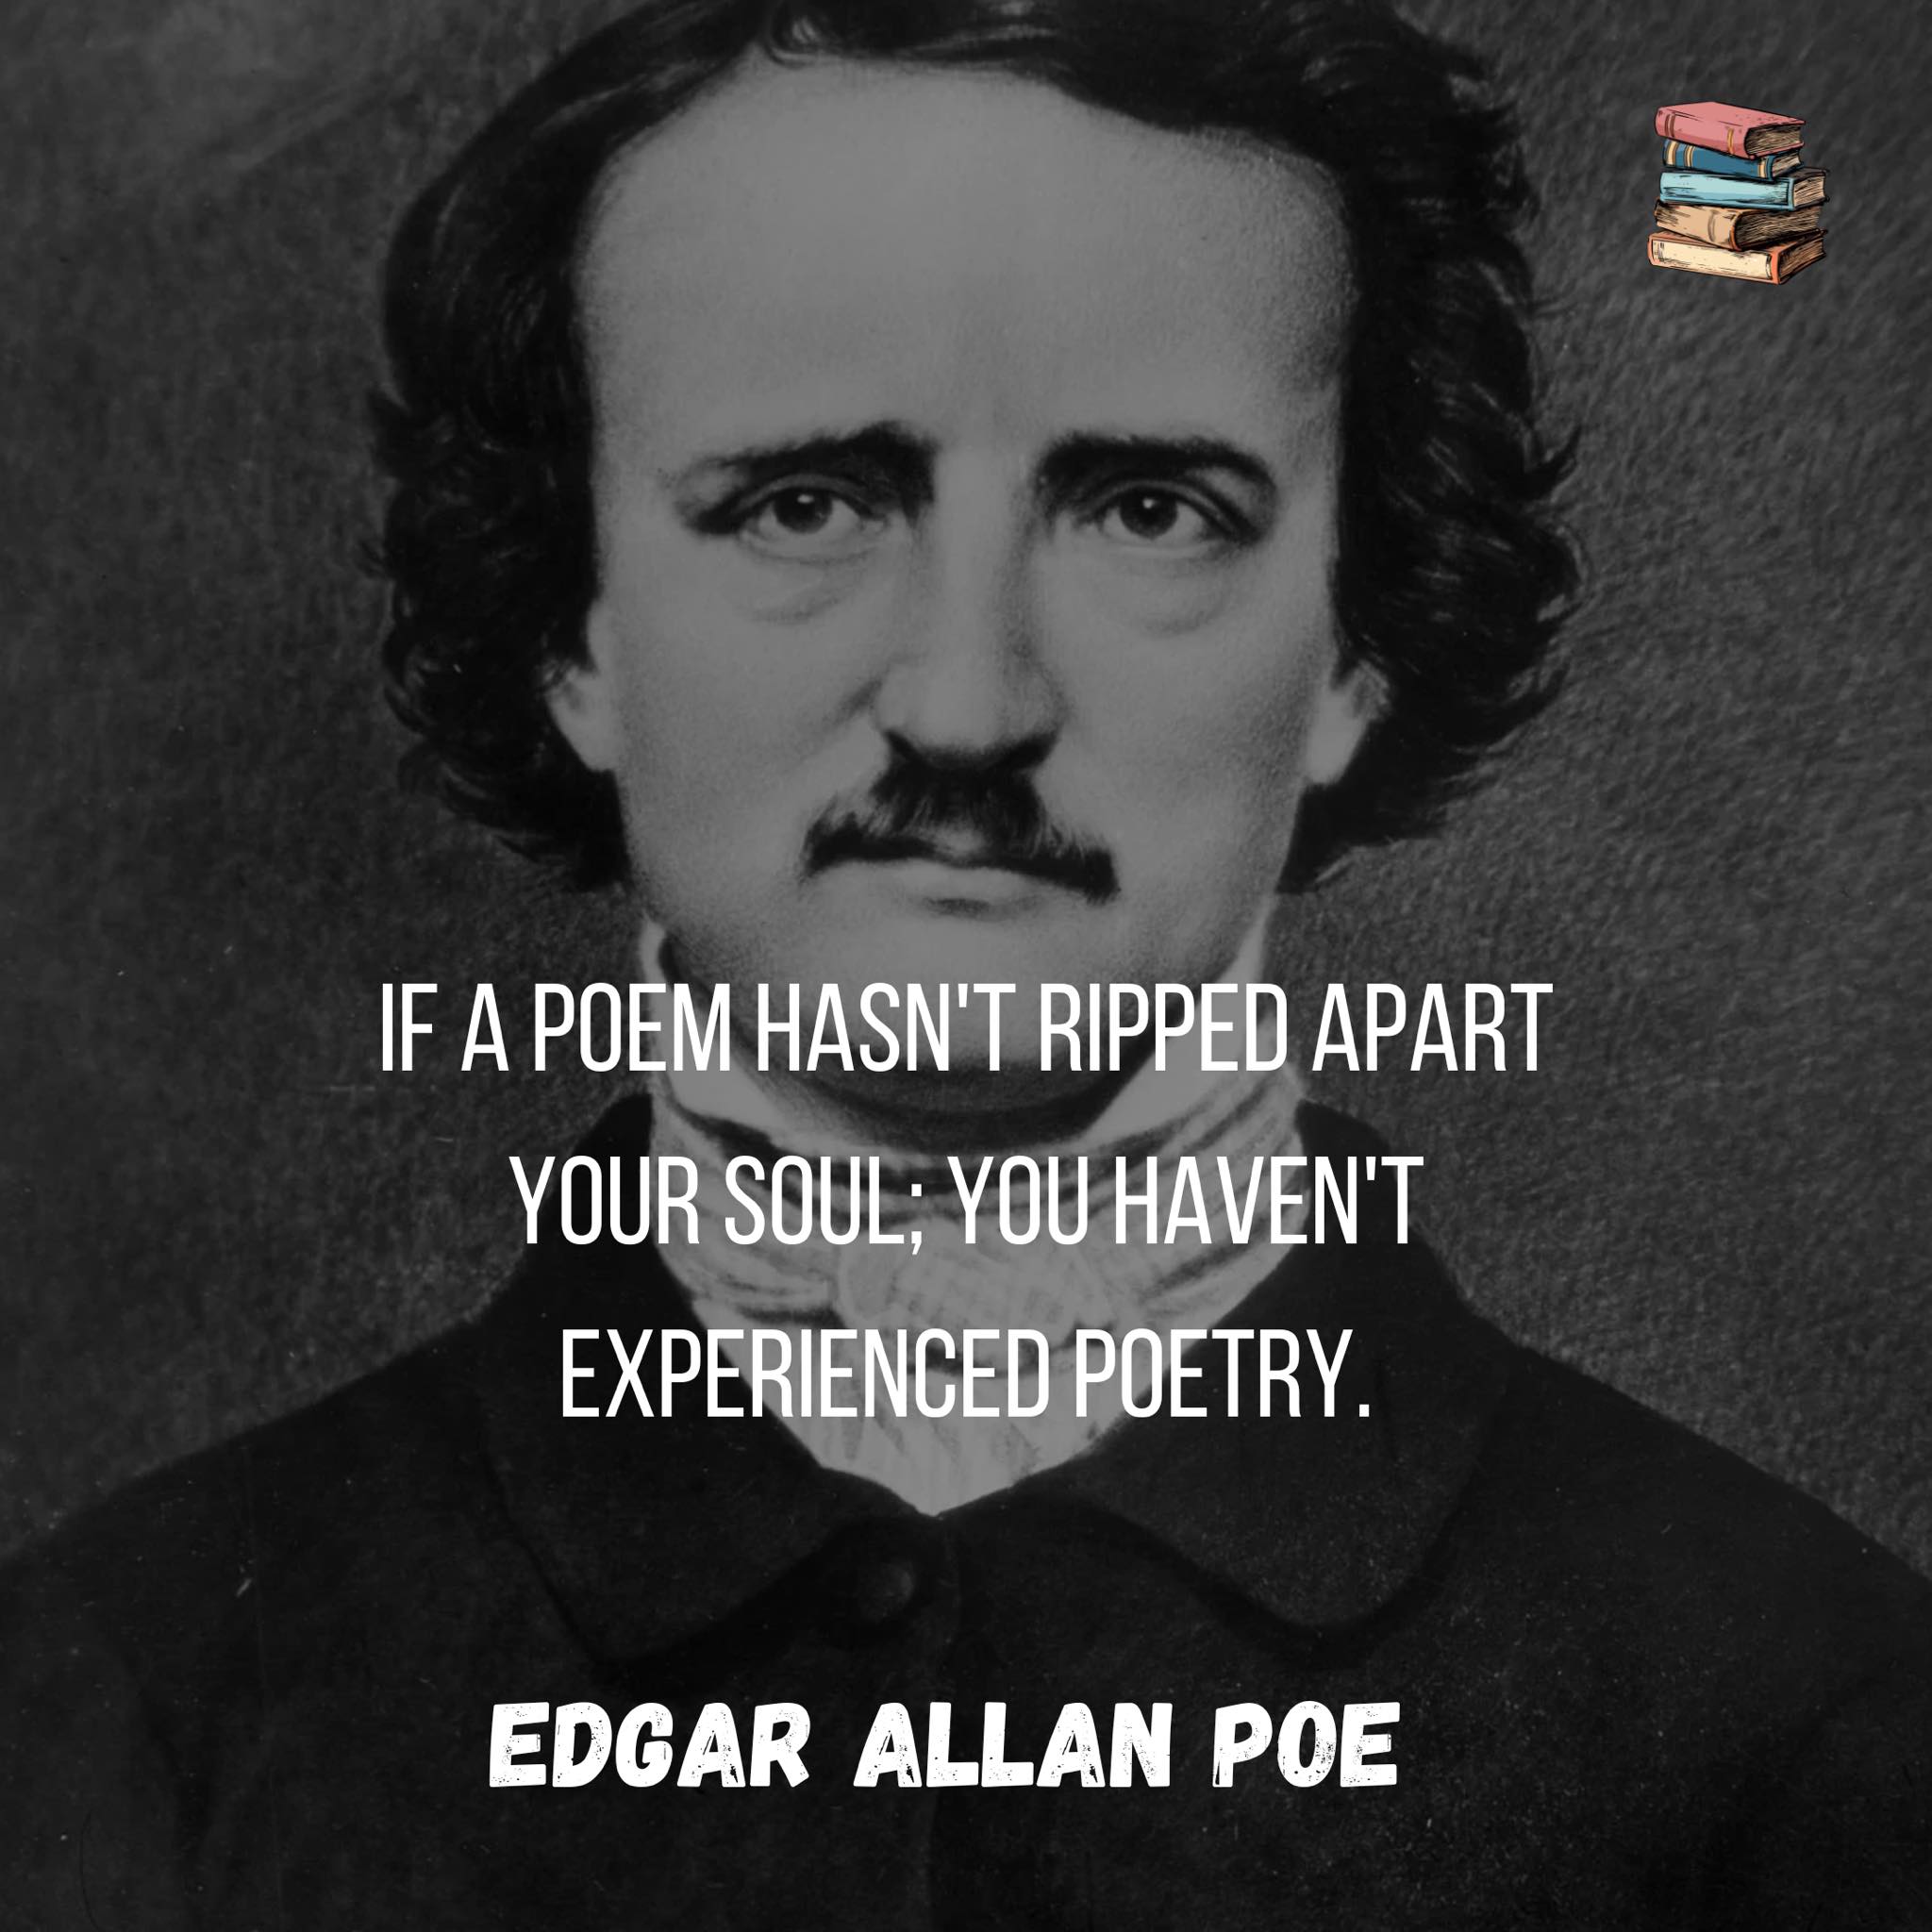 IF A POEM HASN'T RIPPED APART
YOUR SOUL; YOU HAVEN'T
EXPERIENCED POETRY.
EDGAR ALLAN POE